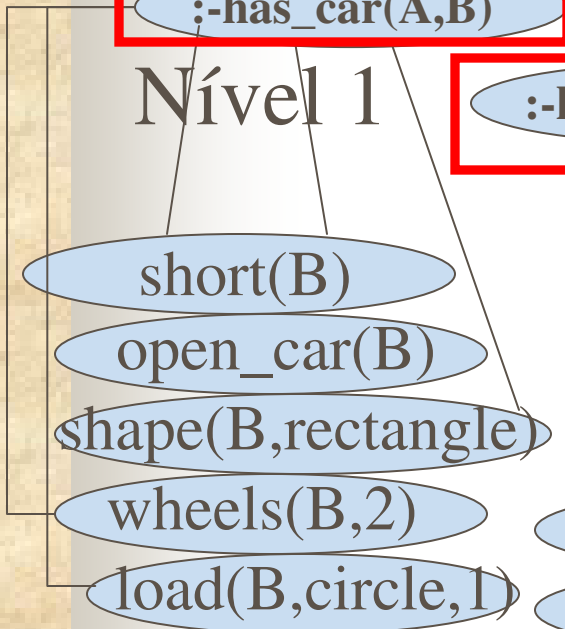 :-has_car(A,B)
Nível 1
short(B)
open_car(B)
shape(B,rectangle)
wheels(B,2)
load(B,circle,1)